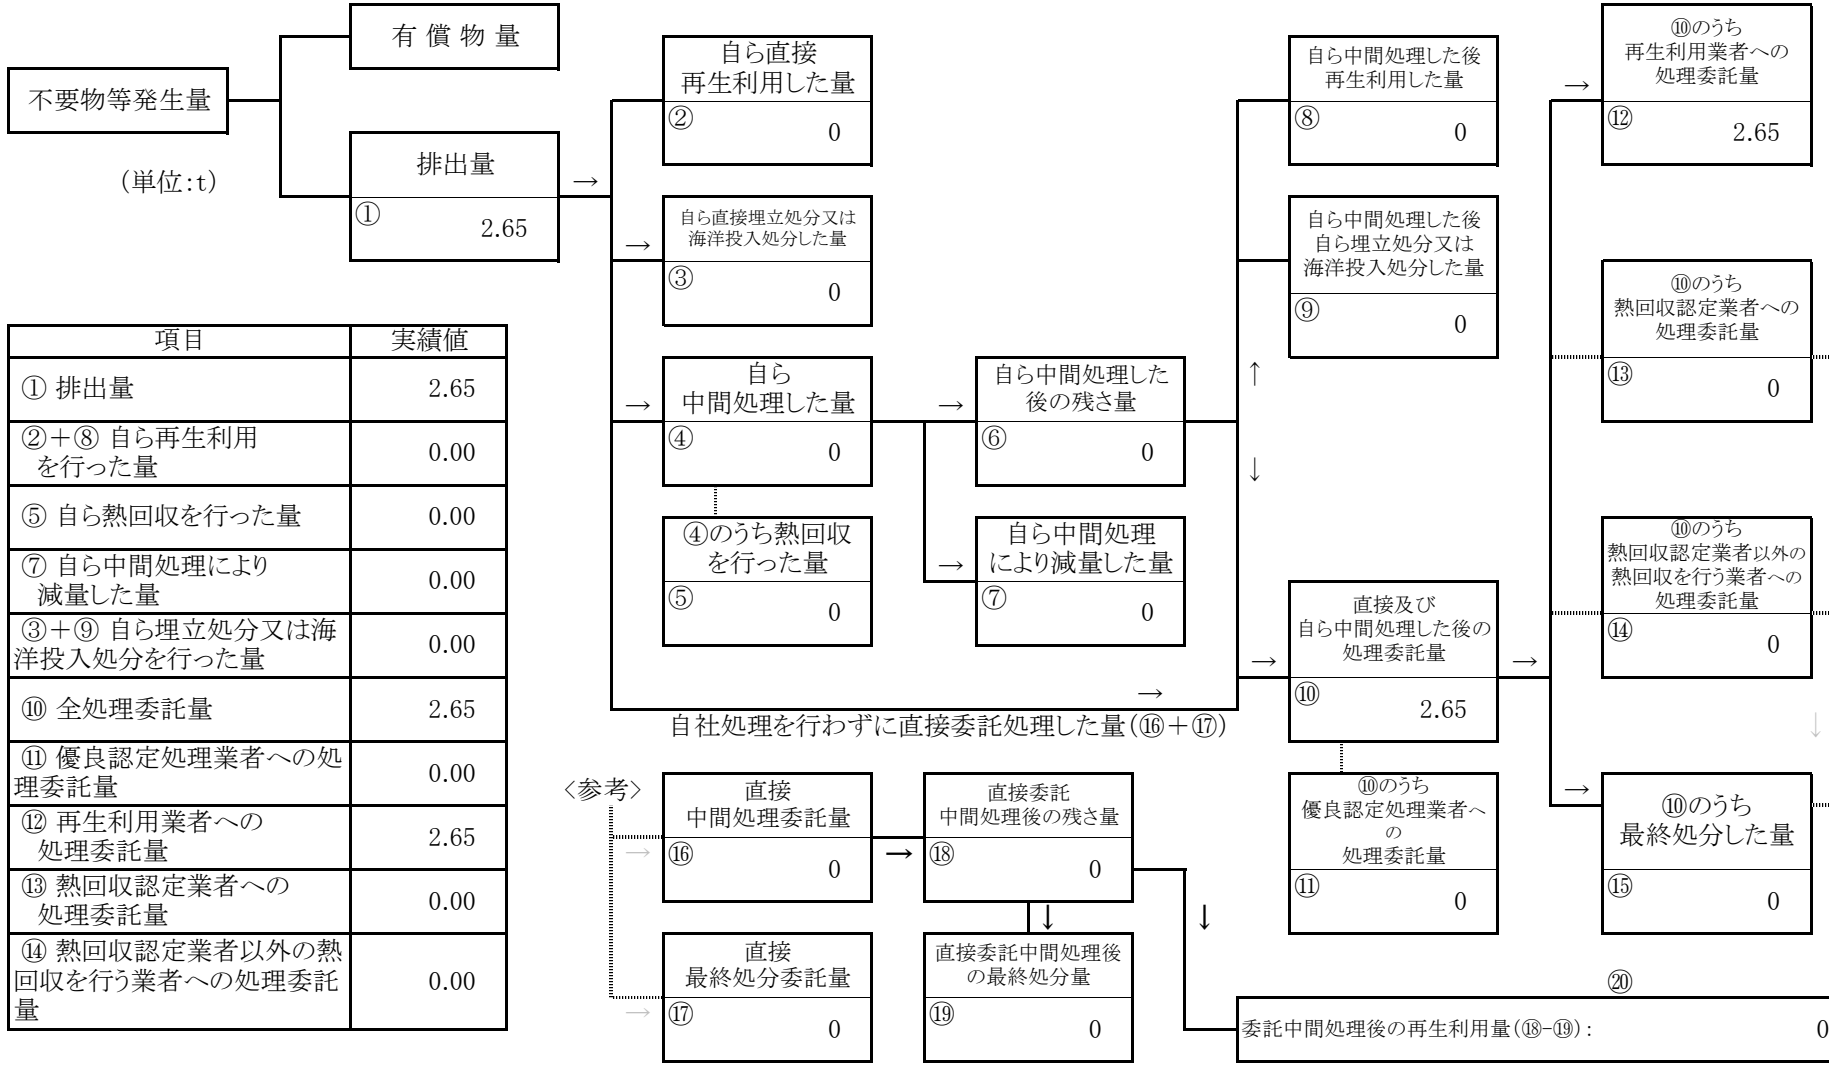 有 償 物 量
不要物等発生量
(単位:t)
排出量
①
2.65
→
自ら直接
再生利用した量
②
0
→
自ら直接埋立処分又は
海洋投入処分した量
③
0
→
自ら
中間処理した量
④
0
④のうち熱回収
を行った量
⑤
0
→
自ら中間処理した
後の残さ量
⑥
0
→
自ら中間処理
により減量した量
⑦
0
↑
↓
自ら中間処理した後
再生利用した量
⑧
0
自ら中間処理した後
自ら埋立処分又は
海洋投入処分した量
⑨
0
→
自社処理を行わずに直接委託処理した量(⑯+⑰)
→
直接及び
自ら中間処理した後の
処理委託量
⑩
2.65
→
⑩のうち
優良認定処理業者へ
の
処理委託量
⑪
0
→
⑩のうち
再生利用業者への
処理委託量
⑫
2.65
⑩のうち
熱回収認定業者への
処理委託量
⑬
0
⑩のうち
熱回収認定業者以外の
熱回収を行う業者への
処理委託量
⑭
0
↓
→
⑩のうち
最終処分した量
⑮
0
項目 実績値
① 排出量 2.65
②+⑧ 自ら再生利用
を行った量 0.00
⑤ 自ら熱回収を行った量 0.00
⑦ 自ら中間処理により
減量した量 0.00
③+⑨ 自ら埋立処分又は海
洋投入処分を行った量 0.00
⑩ 全処理委託量 2.65
⑪ 優良認定処理業者への処
理委託量 0.00
⑫ 再生利用業者への
処理委託量 2.65
⑬ 熱回収認定業者への
処理委託量 0.00
⑭ 熱回収認定業者以外の熱
回収を行う業者への処理委託
量 0.00
<参考>
→
直接
中間処理委託量
⑯
0
→
直接委託
中間処理後の残さ量
⑱
0
↓
↓
→
直接
最終処分委託量
⑰
0
直接委託中間処理後
の最終処分量
⑲
0
⑳
委託中間処理後の再生利用量(⑱-⑲): 0